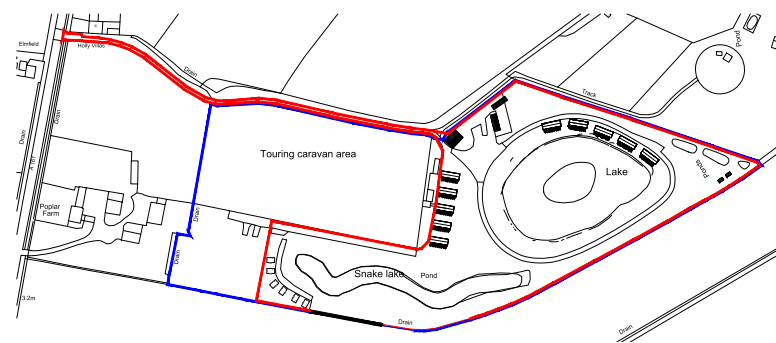 Elmfield
Holly Villas
Drain
Pond
Track
Drain
Drain
A 161
Touring caravan area
Lake
Ponds
Poplar
Farm
Drain
Drain
Snake lake
Pond
3.2m
Drain
Drain